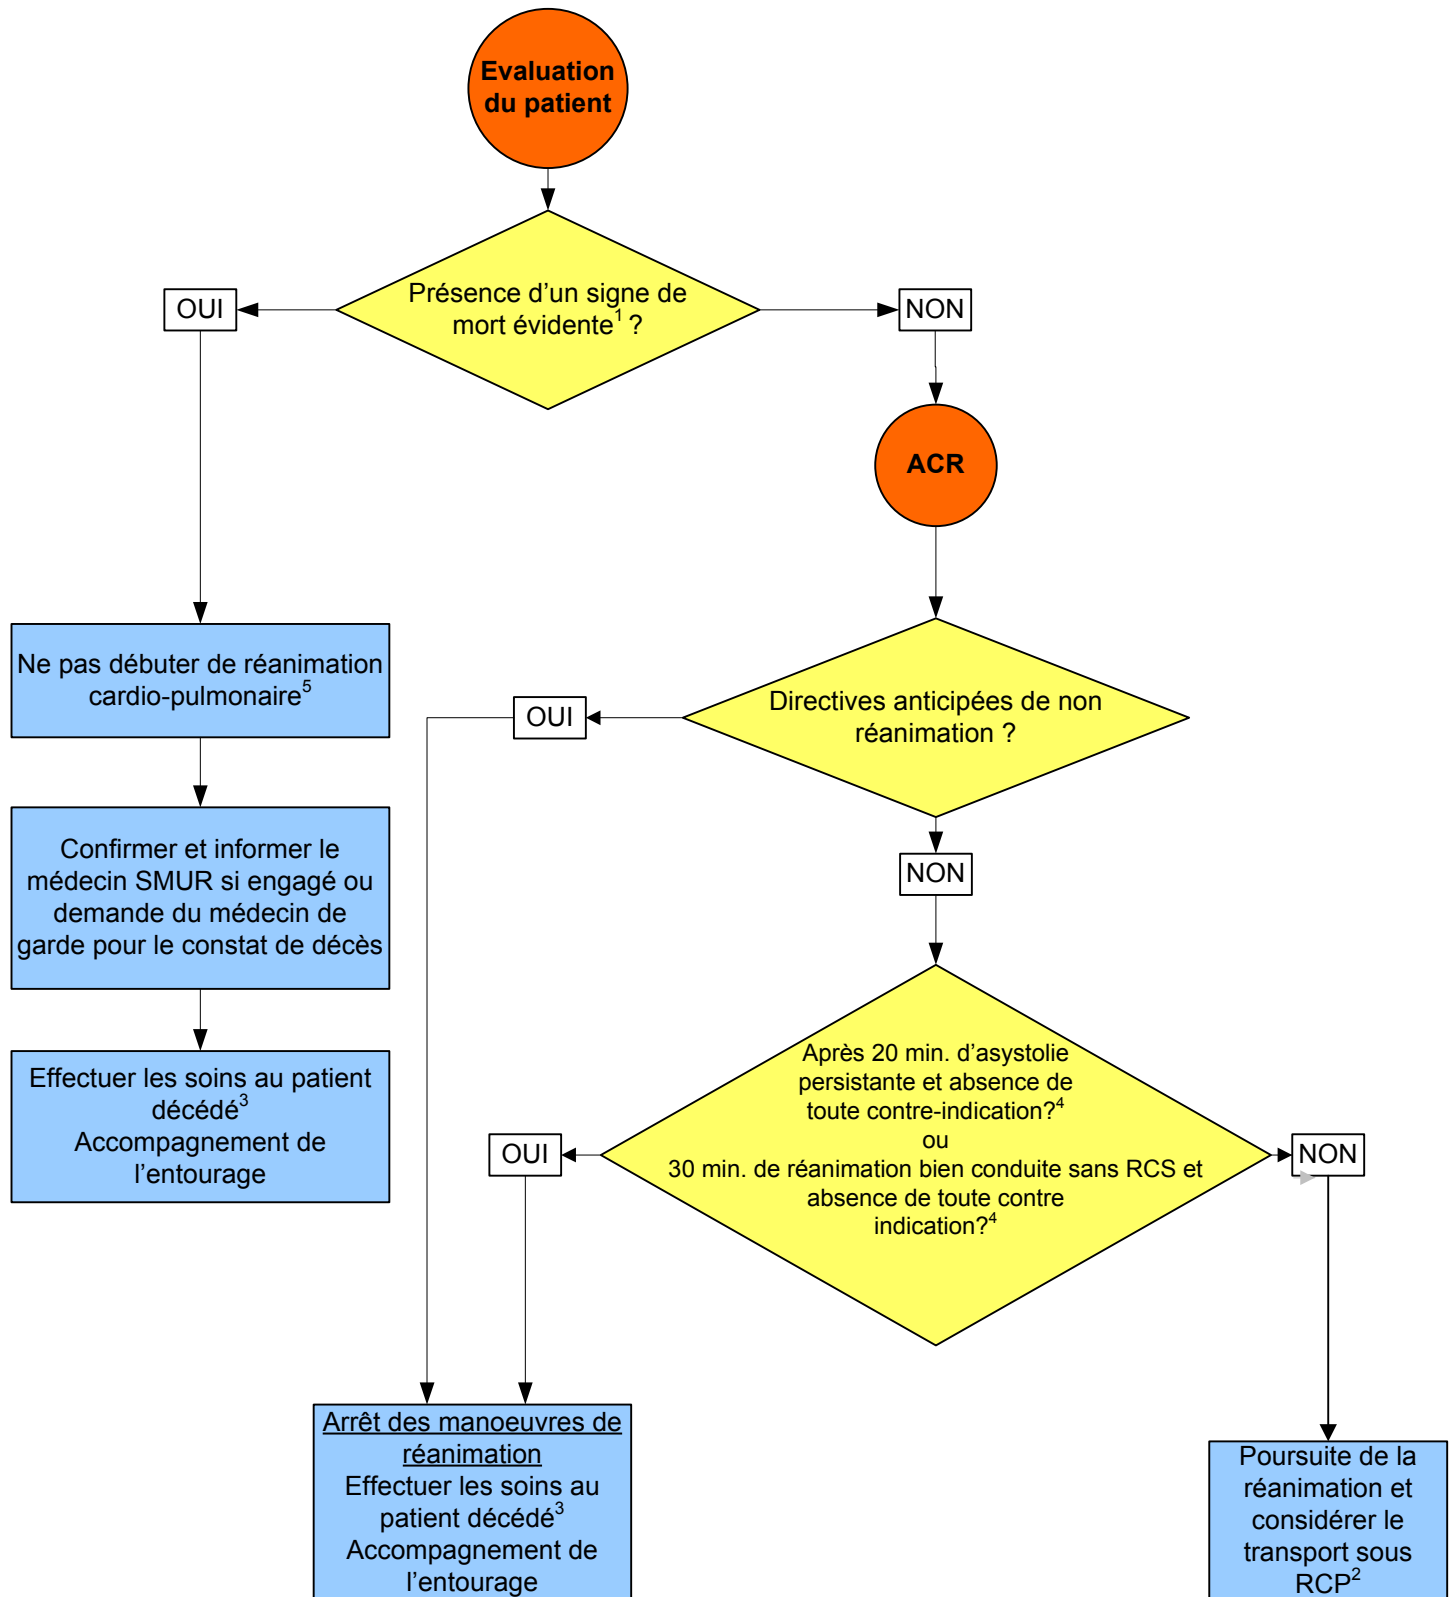 Evaluation
du patient
Présence d'un signe de
mort évidente¹ ?
OUI
NON
ACR
Ne pas débuter de réanimation
cardio-pulmonaire⁵
Directives anticipées de non
réanimation ?
OUI
Confirmer et informer le
médecin SMUR si engagé ou
demande du médecin de
garde pour le constat de décès
NON
Effectuer les soins au patient
décédé³
Accompagnement de
l'entourage
Après 20 min. d'asystolie
persistante et absence de
toute contre-indication?⁴
ou
30 min. de réanimation bien conduite sans RCS et
absence de toute contre
indication?⁴
OUI
NON
Arrêt des manoeuvres de
réanimation
Effectuer les soins au
patient décédé³
Accompagnement de
l'entourage
Poursuite de la
réanimation et
considérer le
transport sous
RCP²